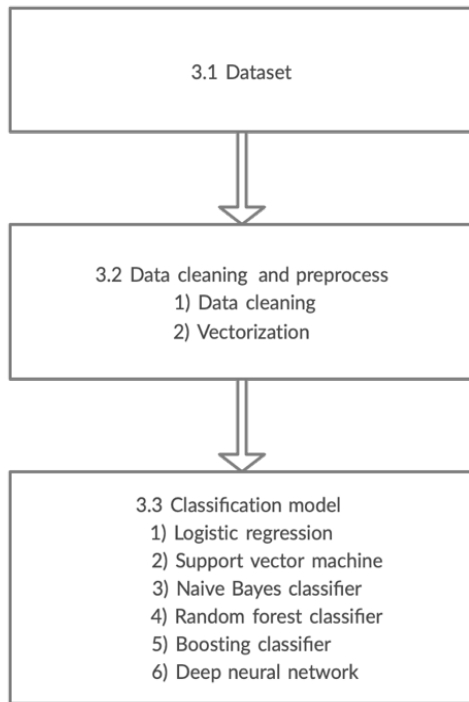 3.1 Dataset
3.2 Data cleaning and preprocess
1) Data cleaning
2) Vectorization
3.3 Classification model
1) Logistic regression
2) Support vector machine
3) Naive Bayes classifier
4) Random forest classifier
5) Boosting classifier
6) Deep neural network